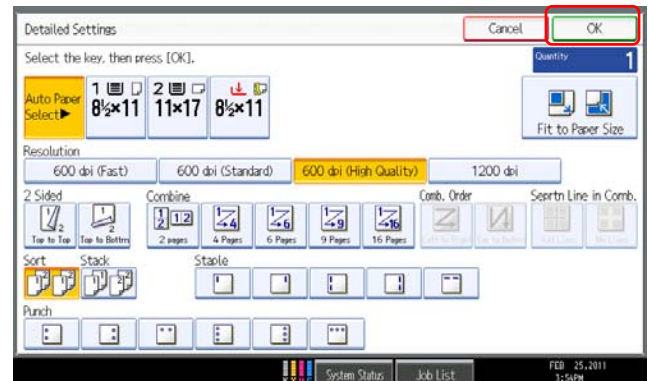 Detailed Settings Cancel OK
Select the key, then press [OK]. Quantity 1
Auto Paper Select▶ 1 8½×11 2 11×17 8½×11
Fit to Paper Size
Resolution
600 dpi (Fast) 600 dpi (Standard) 600 dpi (High Quality) 1200 dpi
2 Sided Combine Comb. Order Seprtn Line in Comb.
Top to Top Top to Bottm 2 pages 4 Pages 6 Pages 9 Pages 16 Pages
Sort Stack Staple
Punch
System Status Job List FEB 25,2011
3:54PM